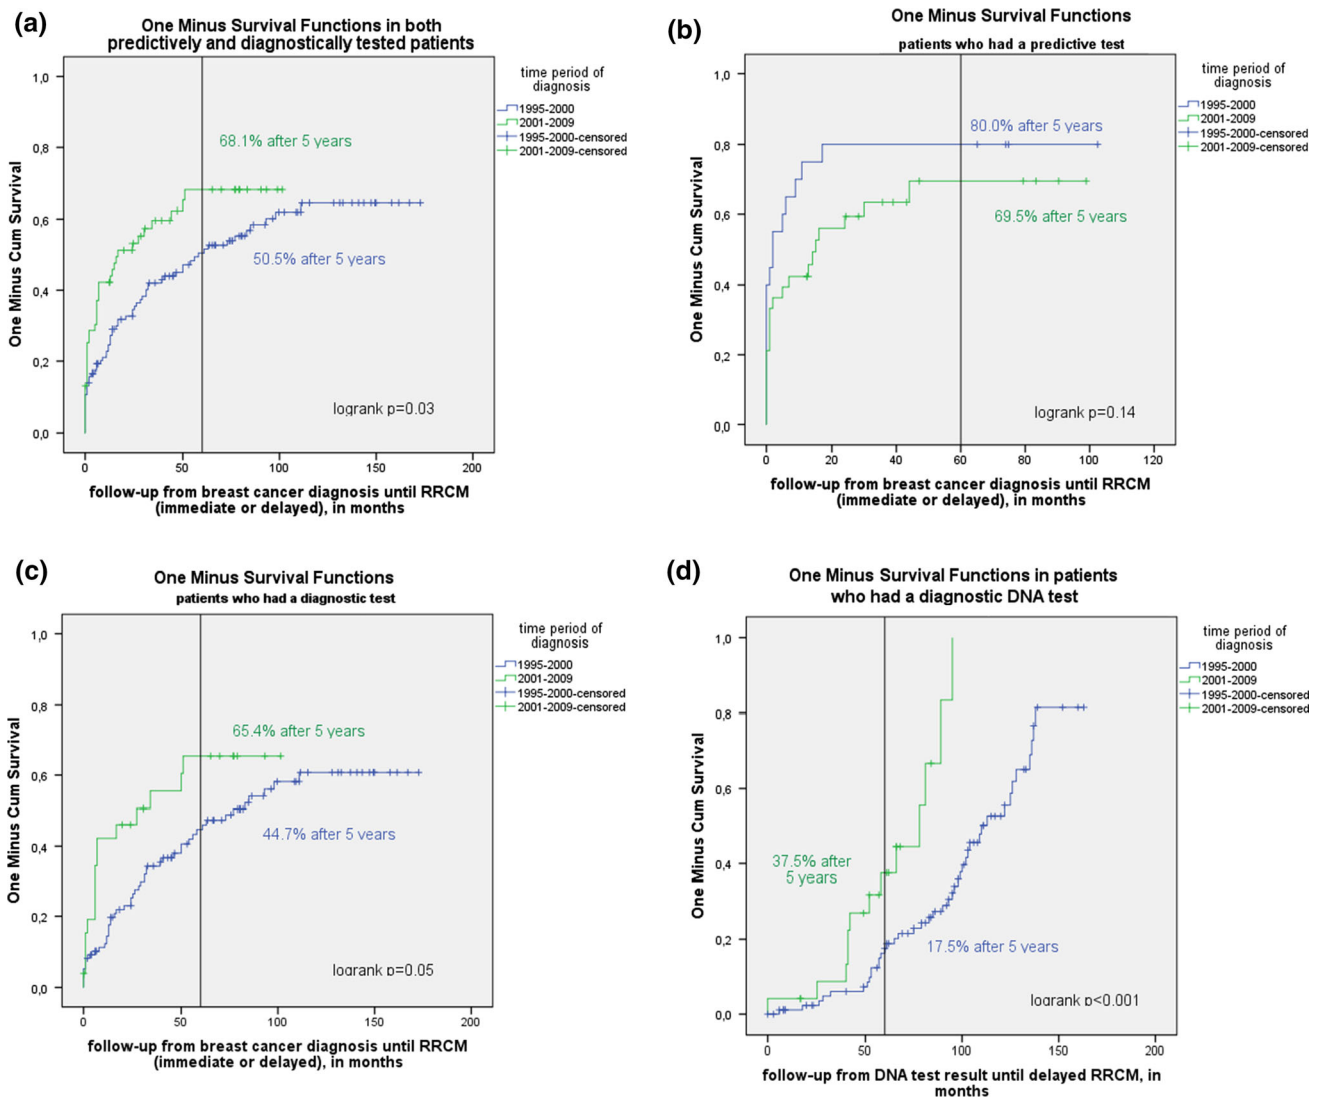 (a)
One Minus Survival Functions in both
predictively and diagnostically tested patients
time period of
diagnosis
1995-2000
2001-2009
1995-2000-censored
2001-2009-censored
One Minus Cum Survival
1,0
0,8
0,6
0,4
0,2
0,0
68.1% after 5 years
50.5% after 5 years
logrank p=0.03
0
50
100
150
200
follow-up from breast cancer diagnosis until RRCM
(immediate or delayed), in months
(b)
One Minus Survival Functions
patients who had a predictive test
time period of
diagnosis
1995-2000
2001-2009
1995-2000-censored
2001-2009-censored
One Minus Cum Survival
1,0
0,8
0,6
0,4
0,2
0,0
80.0% after 5 years
69.5% after 5 years
logrank p=0.14
0
20
40
60
80
100
120
follow-up from breast cancer diagnosis until RRCM
(immediate or delayed), in months
(c)
One Minus Survival Functions
patients who had a diagnostic test
time period of
diagnosis
1995-2000
2001-2009
1995-2000-censored
2001-2009-censored
One Minus Cum Survival
1,0
0,8
0,6
0,4
0,2
0,0
65.4% after 5 years
44.7% after 5 years
logrank p=0.05
0
50
100
150
200
follow-up from breast cancer diagnosis until RRCM
(immediate or delayed), in months
(d)
One Minus Survival Functions in patients
who had a diagnostic DNA test
time period of
diagnosis
1995-2000
2001-2009
1995-2000-censored
2001-2009-censored
One Minus Cum Survival
1,0
0,8
0,6
0,4
0,2
0,0
37.5% after
5 years
17.5% after 5 years
logrank p<0.001
0
50
100
150
200
follow-up from DNA test result until delayed RRCM, in
months